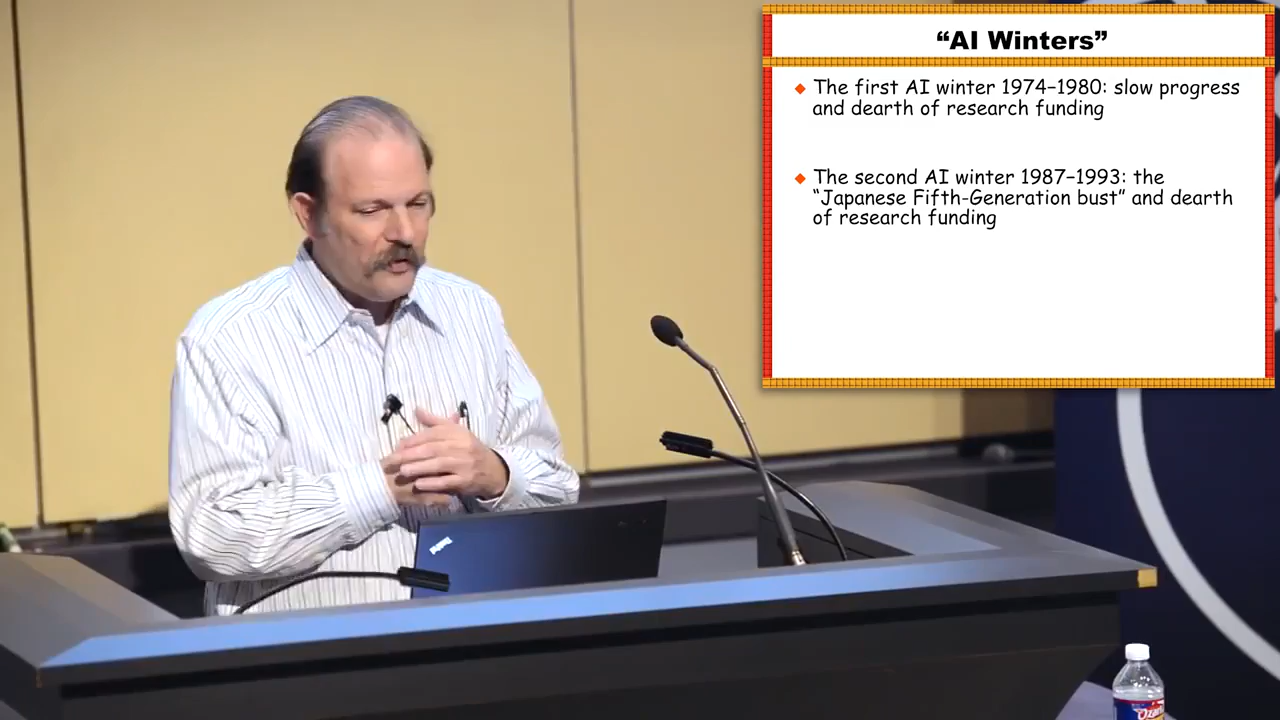 “AI Winters”
The first AI winter 1974–1980: slow progress
and dearth of research funding
The second AI winter 1987–1993: the
“Japanese Fifth-Generation bust” and dearth
of research funding